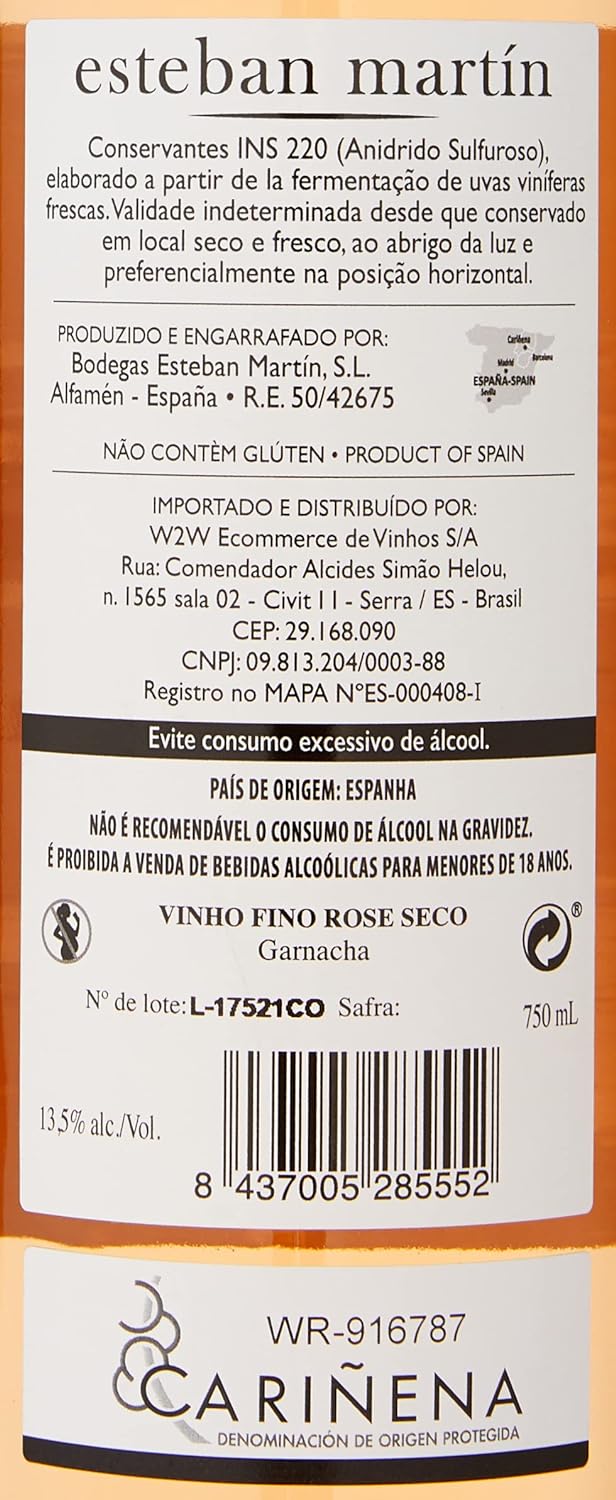 esteban martín
Conservantes INS 220 (Anidrido Sulfuroso),
elaborado a partir de la fermentação de uvas viníferas
frescas. Validade indeterminada desde que conservado
em local seco e fresco, ao abrigo da luz e
preferencialmente na posição horizontal.
PRODUZIDO E ENGARRAFADO POR:
Bodegas Esteban Martín, S.L.
Alfamén - España • R.E. 50/42675
Cariñena
Madrid
Barcelona
ESPAÑA-SPAIN
Sevilla
NÃO CONTÈM GLÚTEN • PRODUCT OF SPAIN
IMPORTADO E DISTRIBUÍDO POR:
W2W Ecommerce de Vinhos S/A
Rua: Comendador Alcides Simão Helou,
n. 1565 sala 02 - Civit II - Serra / ES - Brasil
CEP: 29.168.090
CNPJ: 09.813.204/0003-88
Registro no MAPA NºES-000408-I
Evite consumo excessivo de álcool.
PAÍS DE ORIGEM: ESPANHA
NÃO É RECOMENDÁVEL O CONSUMO DE ÁLCOOL NA GRAVIDEZ.
É PROIBIDA A VENDA DE BEBIDAS ALCOÓLICAS PARA MENORES DE 18 ANOS.
VINHO FINO ROSE SECO
Garnacha
®
Nº de lote: L-17521CO Safra:
750 mL
13,5% alc./Vol.
8 437005 285552
WR-916787
CARIÑENA
DENOMINACIÓN DE ORIGEN PROTEGIDA